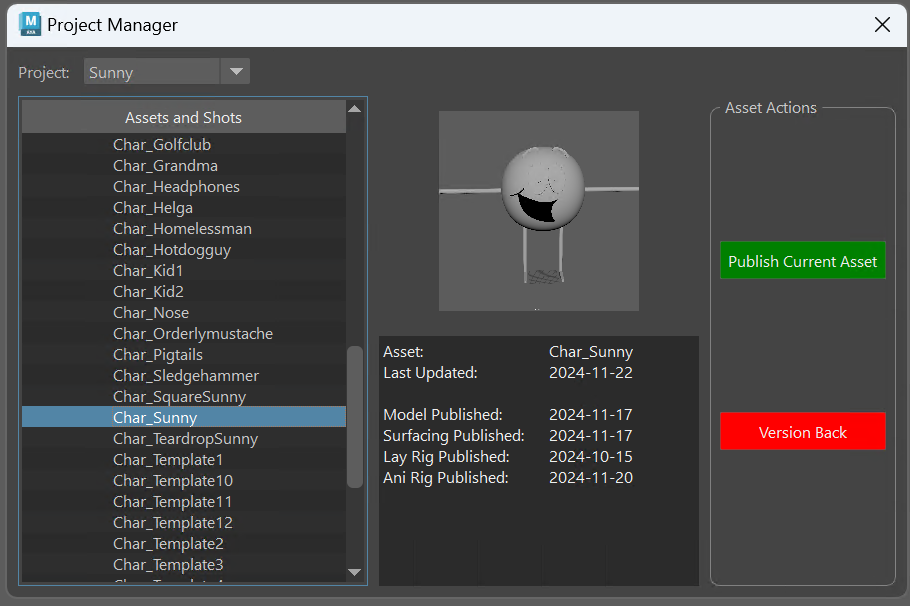 Project Manager
Project: Sunny
Assets and Shots
Char_Golfclub
Char_Grandma
Char_Headphones
Char_Helga
Char_Homelessman
Char_Hotdogguy
Char_Kid1
Char_Kid2
Char_Nose
Char_Orderlymustache
Char_Pigtails
Char_Sledgehammer
Char_SquareSunny
Char_Sunny
Char_TeardropSunny
Char_Template1
Char_Template10
Char_Template11
Char_Template12
Char_Template2
Char_Template3
Asset: Char_Sunny
Last Updated: 2024-11-22
Model Published: 2024-11-17
Surfacing Published: 2024-11-17
Lay Rig Published: 2024-10-15
Ani Rig Published: 2024-11-20
Asset Actions
Publish Current Asset
Version Back